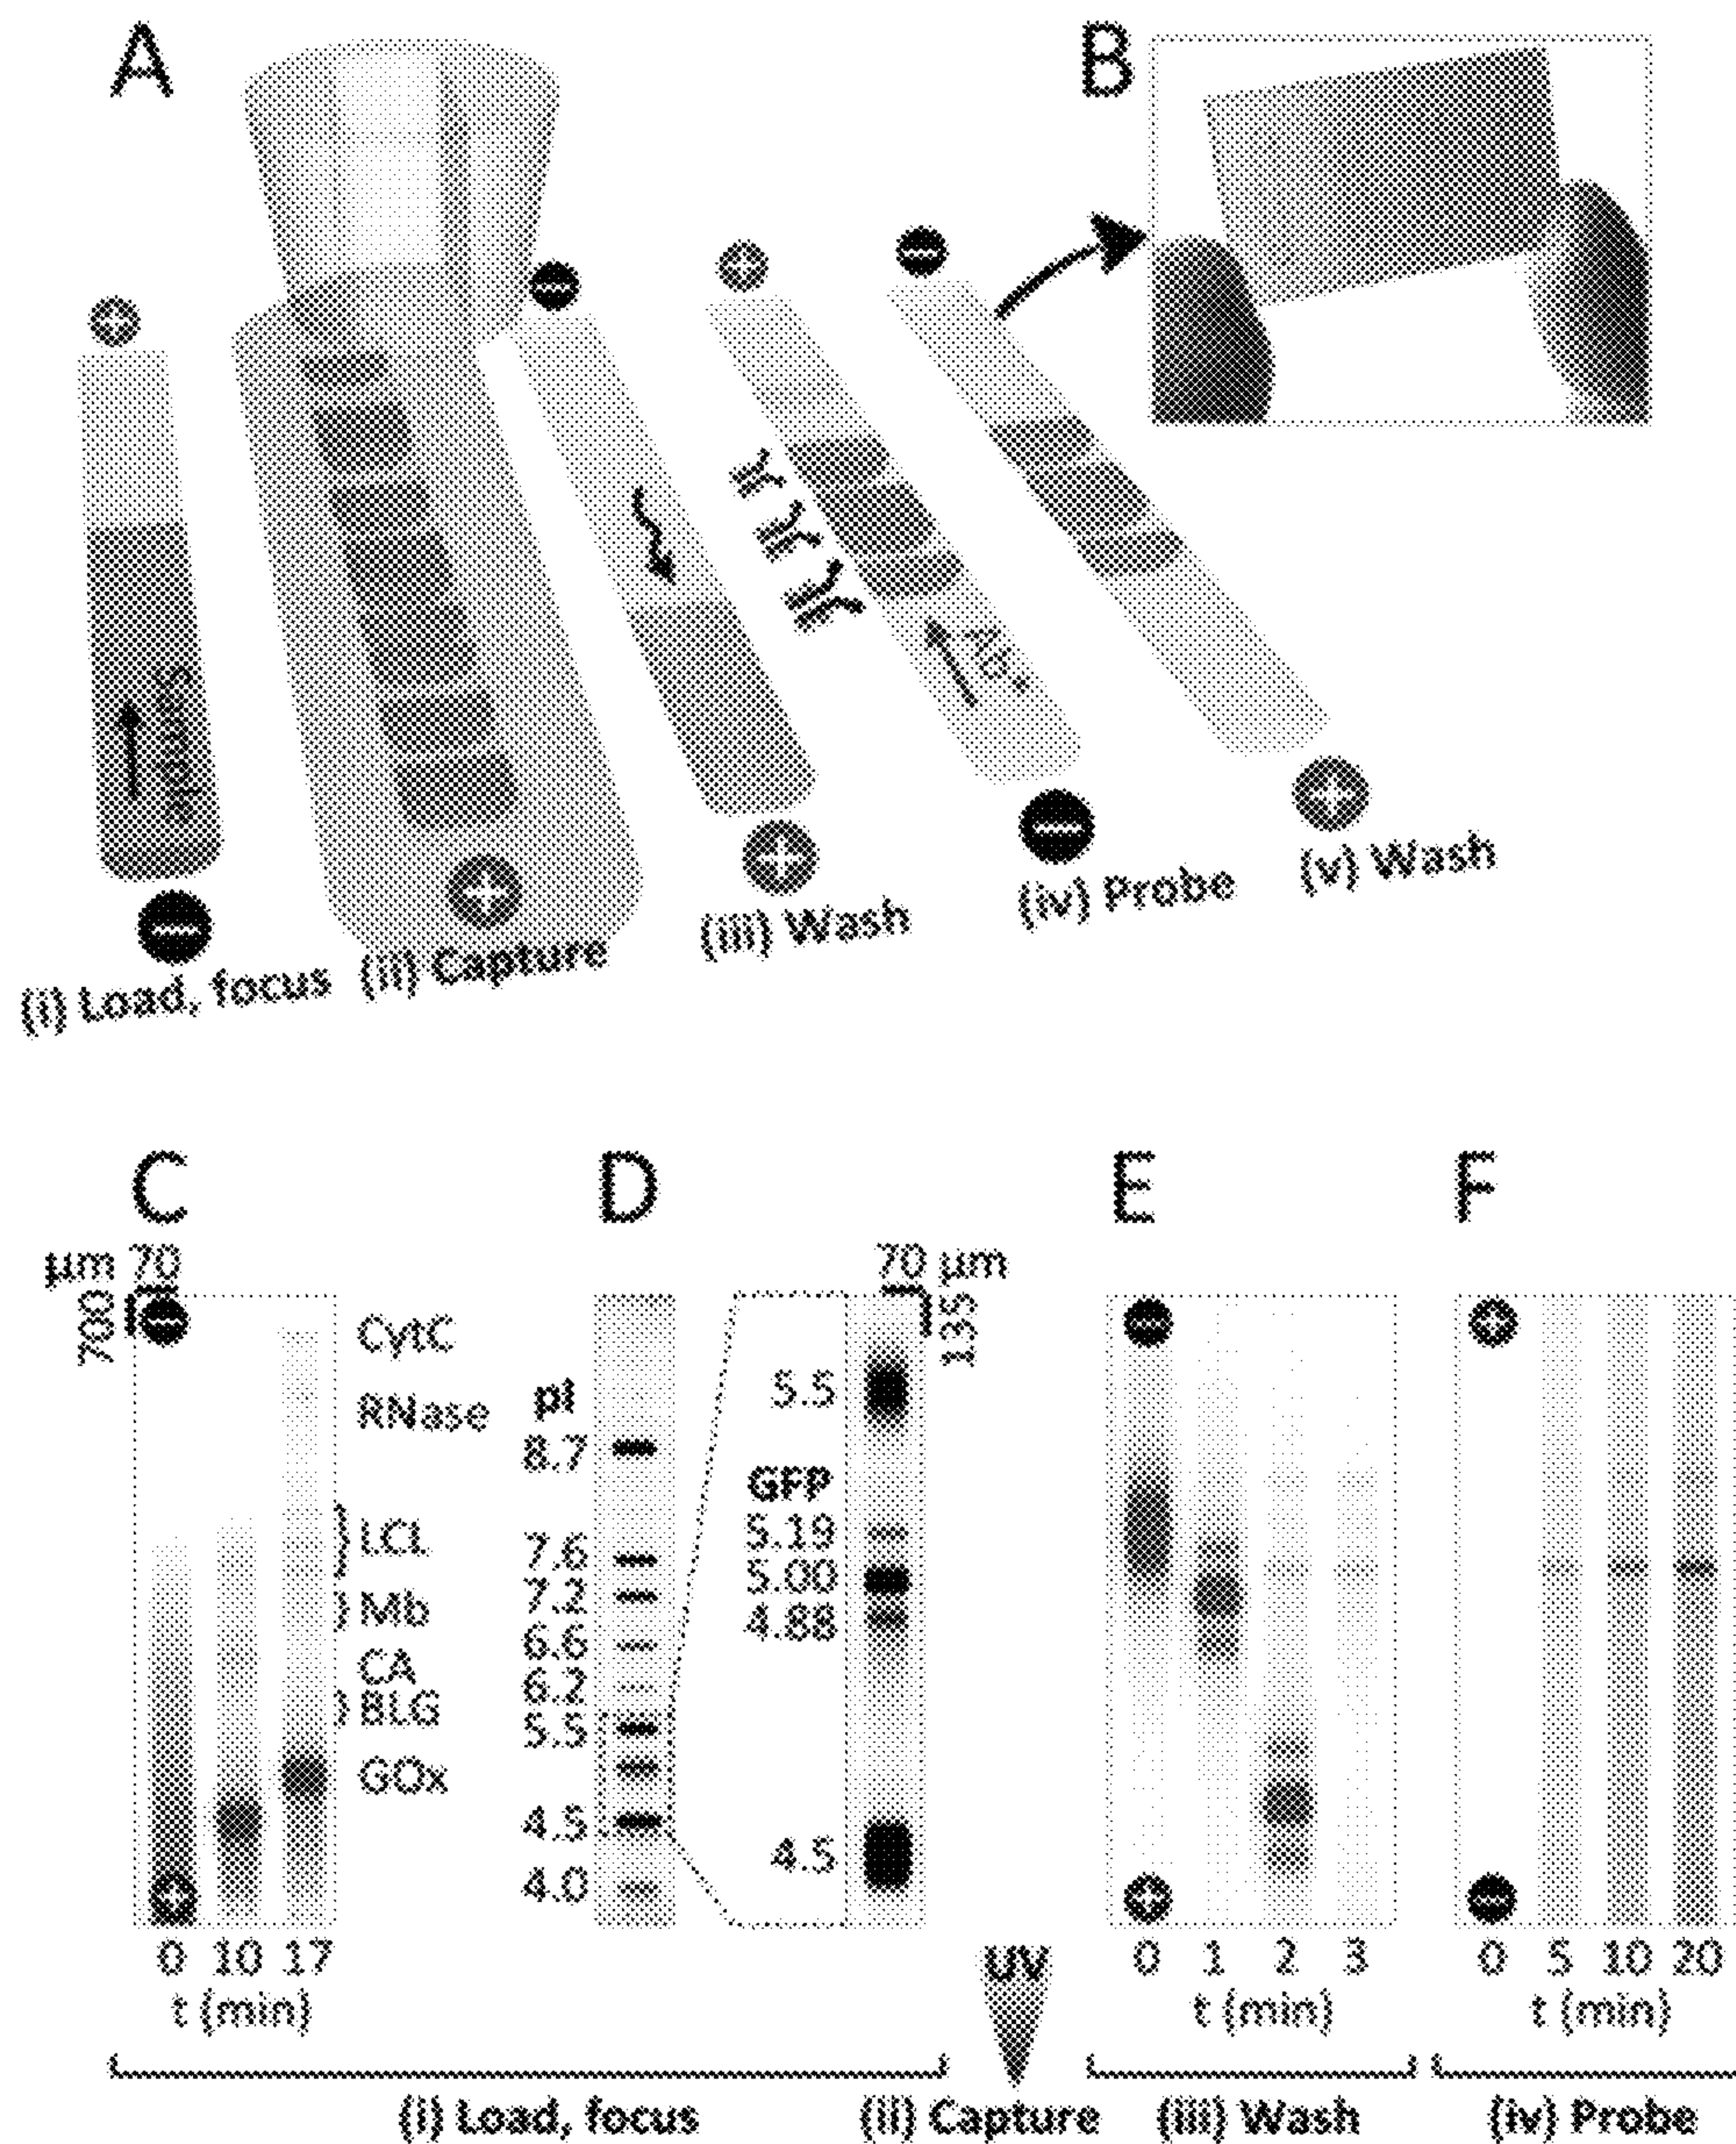 A
B
Sample
Ab*
(i) Load, focus
(ii) Capture
(iii) Wash
(iv) Probe
(v) Wash
C
D
E
F
µm 70
700
CytC
RNase
LCL
Mb
CA
BLG
GOx
0 10 17
t (min)
pI
8.7
7.6
7.2
6.6
6.2
5.5
4.5
4.0
70 µm
135
5.5
GFP
5.19
5.00
4.88
4.5
UV
0 1 2 3
t (min)
0 5 10 20
t (min)
(i) Load, focus
(ii) Capture
(iii) Wash
(iv) Probe